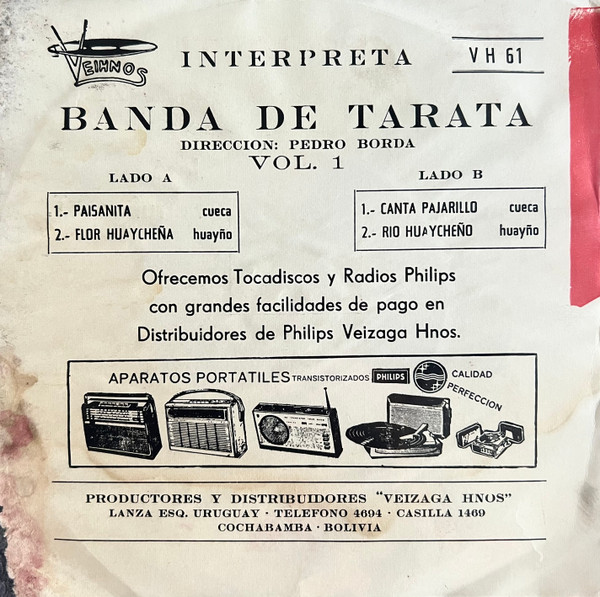 VEIHNOS
INTERPRETA
VH 61
BANDA DE TARATA
DIRECCION: PEDRO BORDA
VOL. 1
LADO A
1.- PAISANITA cueca
2.- FLOR HUAYCHEÑA huayño
LADO B
1.- CANTA PAJARILLO cueca
2.- RIO HUAYCHEÑO huayño
Ofrecemos Tocadiscos y Radios Philips
con grandes facilidades de pago en
Distribuidores de Philips Veizaga Hnos.
APARATOS PORTATILES TRANSISTORIZADOS PHILIPS CALIDAD
PERFECCION
PRODUCTORES Y DISTRIBUIDORES "VEIZAGA HNOS"
LANZA ESQ. URUGUAY · TELEFONO 4694 · CASILLA 1469
COCHABAMBA · BOLIVIA